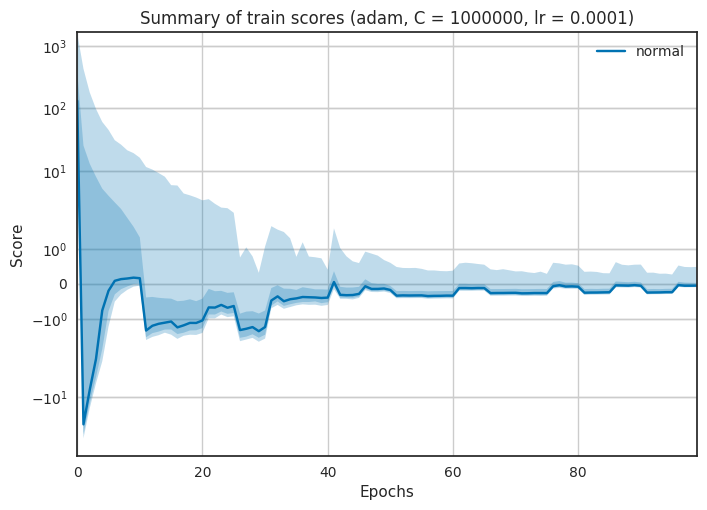 Summary of train scores (adam, C = 1000000, lr = 0.0001)
normal
Score
10³
10²
10¹
10⁰
0
−10⁰
−10¹
0 20 40 60 80
Epochs